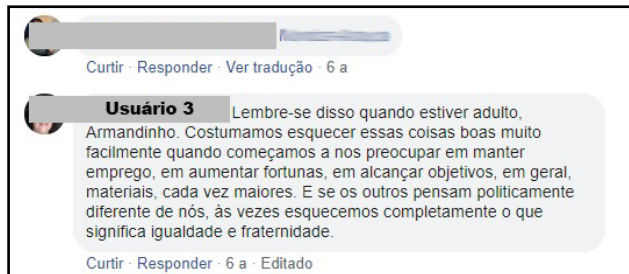 Curtir · Responder · Ver tradução · 6 a
Usuário 3 Lembre-se disso quando estiver adulto,
Armandinho. Costumamos esquecer essas coisas boas muito
facilmente quando começamos a nos preocupar em manter
emprego, em aumentar fortunas, em alcançar objetivos, em geral,
materiais, cada vez maiores. E se os outros pensam politicamente
diferente de nós, às vezes esquecemos completamente o que
significa igualdade e fraternidade.
Curtir · Responder · 6 a · Editado